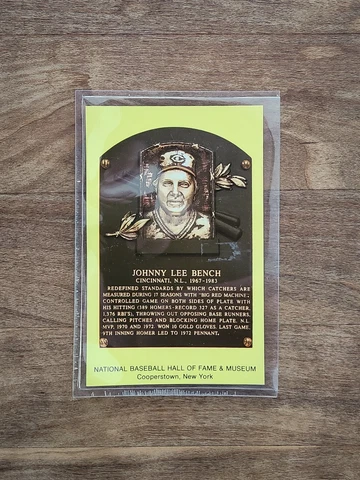 JOHNNY LEE BENCH
CINCINNATI, N.L., 1967-1983
REDEFINED STANDARDS BY WHICH CATCHERS ARE
MEASURED DURING 17 SEASONS WITH "BIG RED MACHINE".
CONTROLLED GAME ON BOTH SIDES OF PLATE WITH
HIS HITTING (389 HOMERS-RECORD 327 AS A CATCHER,
1,376 RBI'S), THROWING OUT OPPOSING BASE RUNNERS,
CALLING PITCHES AND BLOCKING HOME PLATE. N.L.
MVP, 1970 AND 1972. WON 10 GOLD GLOVES. LAST GAME,
9TH INNING HOMER LED TO 1972 PENNANT.
NATIONAL BASEBALL HALL OF FAME & MUSEUM
Cooperstown, New York